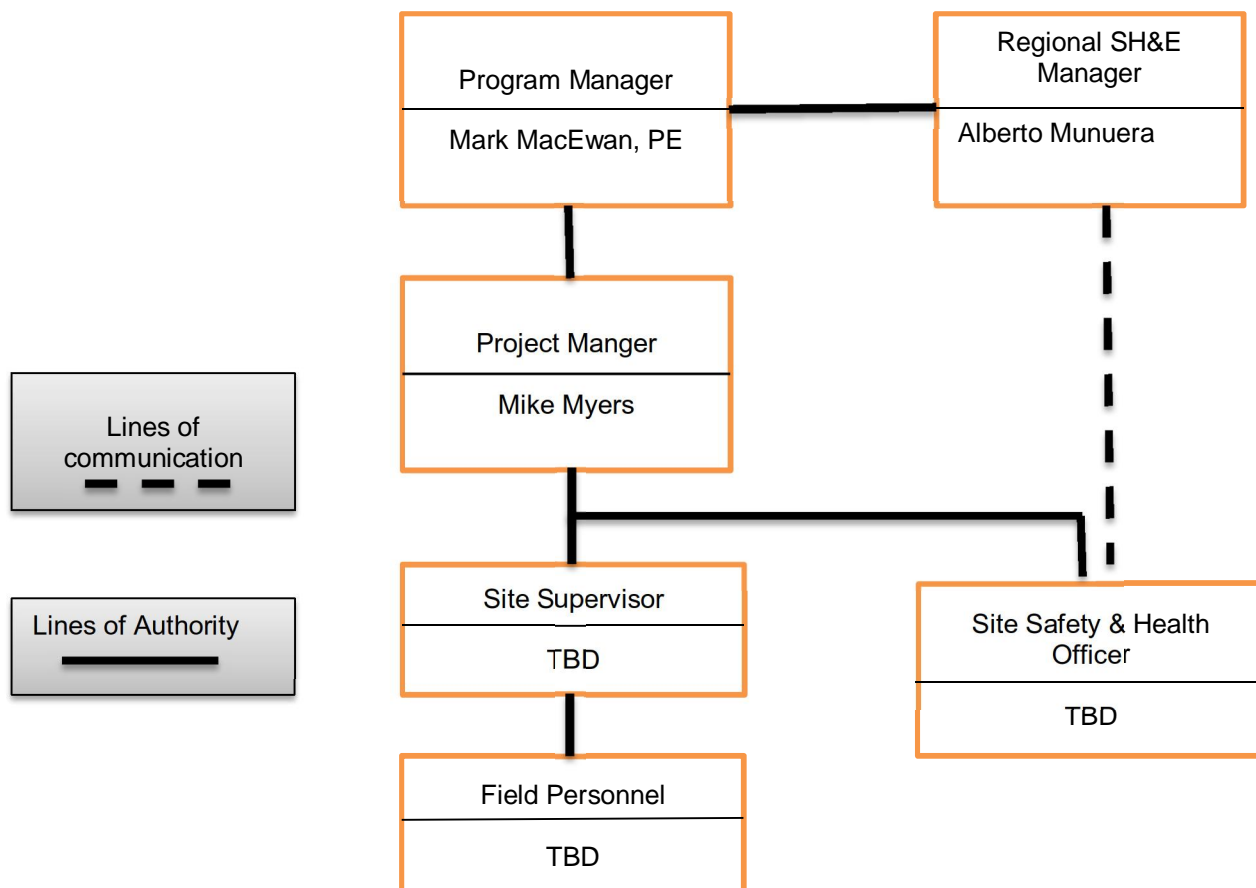 Program Manager
Mark MacEwan, PE
Regional SH&E
Manager
Alberto Munuera
Project Manger
Mike Myers
Lines of
communication
Lines of Authority
Site Supervisor
TBD
Site Safety & Health
Officer
TBD
Field Personnel
TBD